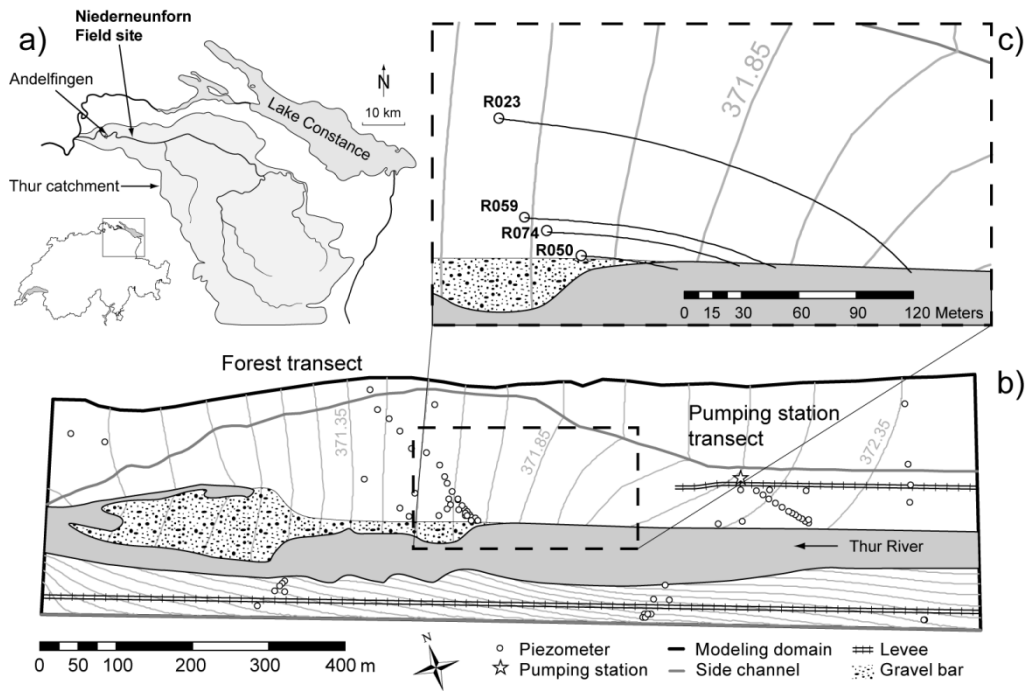 a)
Niederneunforn
Field site
Andelfingen
N
10 km
Lake Constance
Thur catchment
c)
371.85
R023
R059
R074
R050
0 15 30 60 90 120 Meters
Forest transect
b)
Pumping station
transect
371.35
371.85
372.35
Thur River
0 50 100 200 300 400 m
N
Piezometer
Modeling domain
Levee
Pumping station
Side channel
Gravel bar